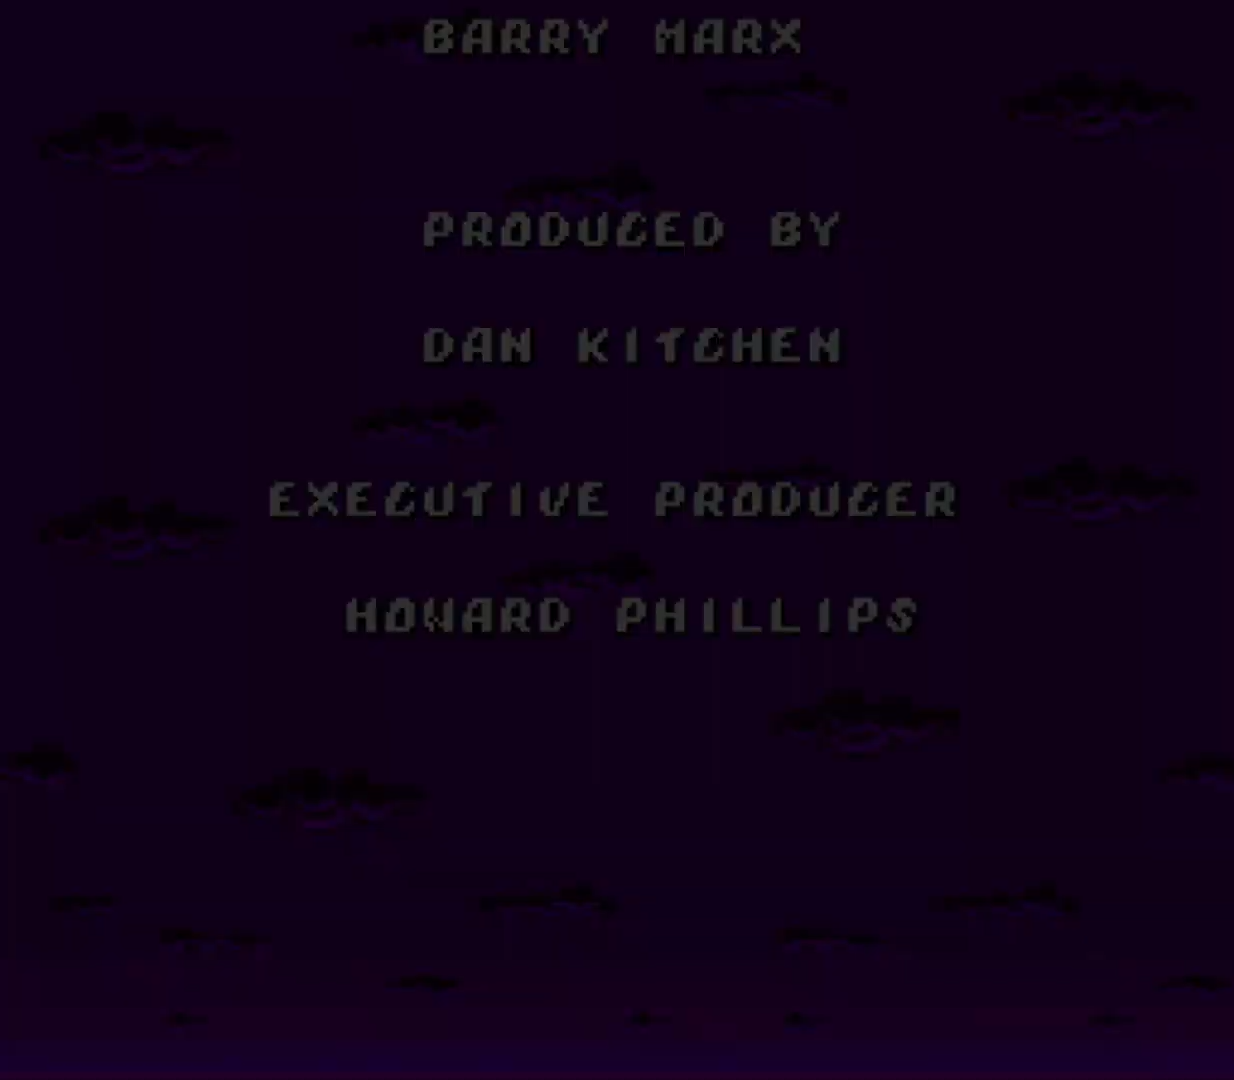 BARRY MARX
PRODUCED BY
DAN KITCHEN
EXECUTIVE PRODUCER
HOWARD PHILLIPS